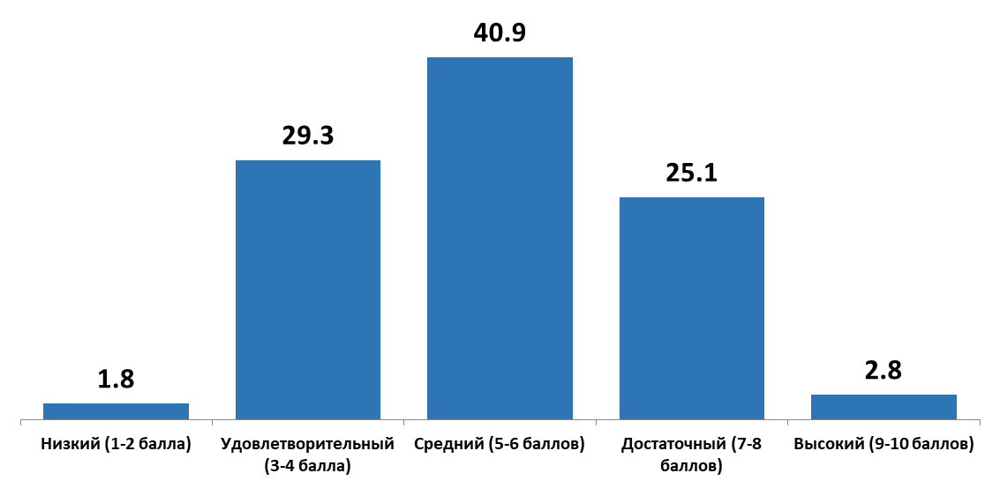 40.9
29.3
25.1
2.8
1.8
Низкий (1-2 балла)
Удовлетворительный
(3-4 балла)
Средний (5-6 баллов)
Достаточный (7-8
баллов)
Высокий (9-10 баллов)